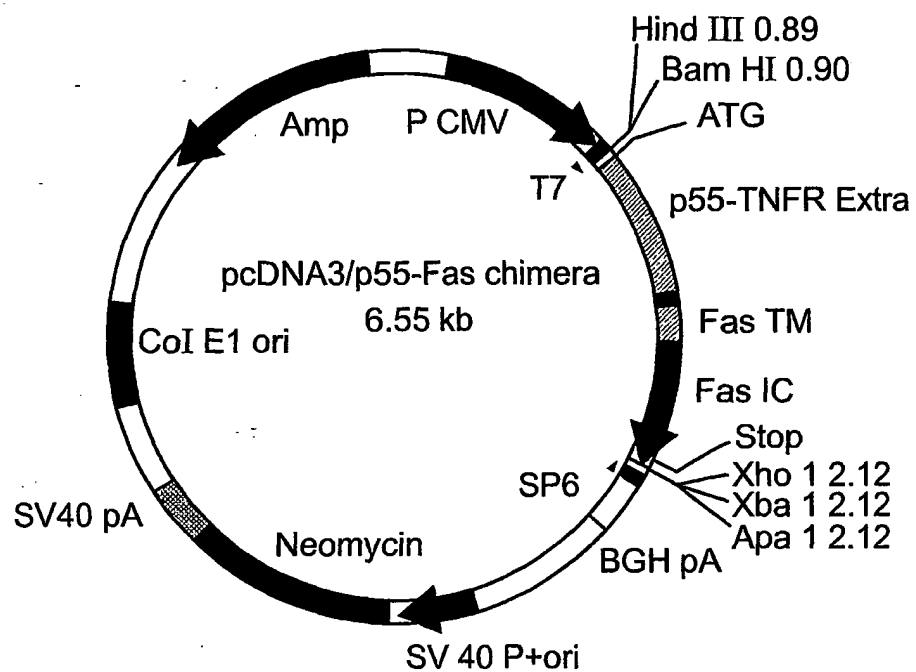 Hind III 0.89
Bam HI 0.90
ATG
Amp
P CMV
T7
p55-TNFR Extra
pcDNA3/p55-Fas chimera
6.55 kb
Fas TM
CoI E1 ori
Fas IC
Stop
SP6
Xho 1 2.12
Xba 1 2.12
Apa 1 2.12
SV40 pA
Neomycin
BGH pA
SV 40 P+ori